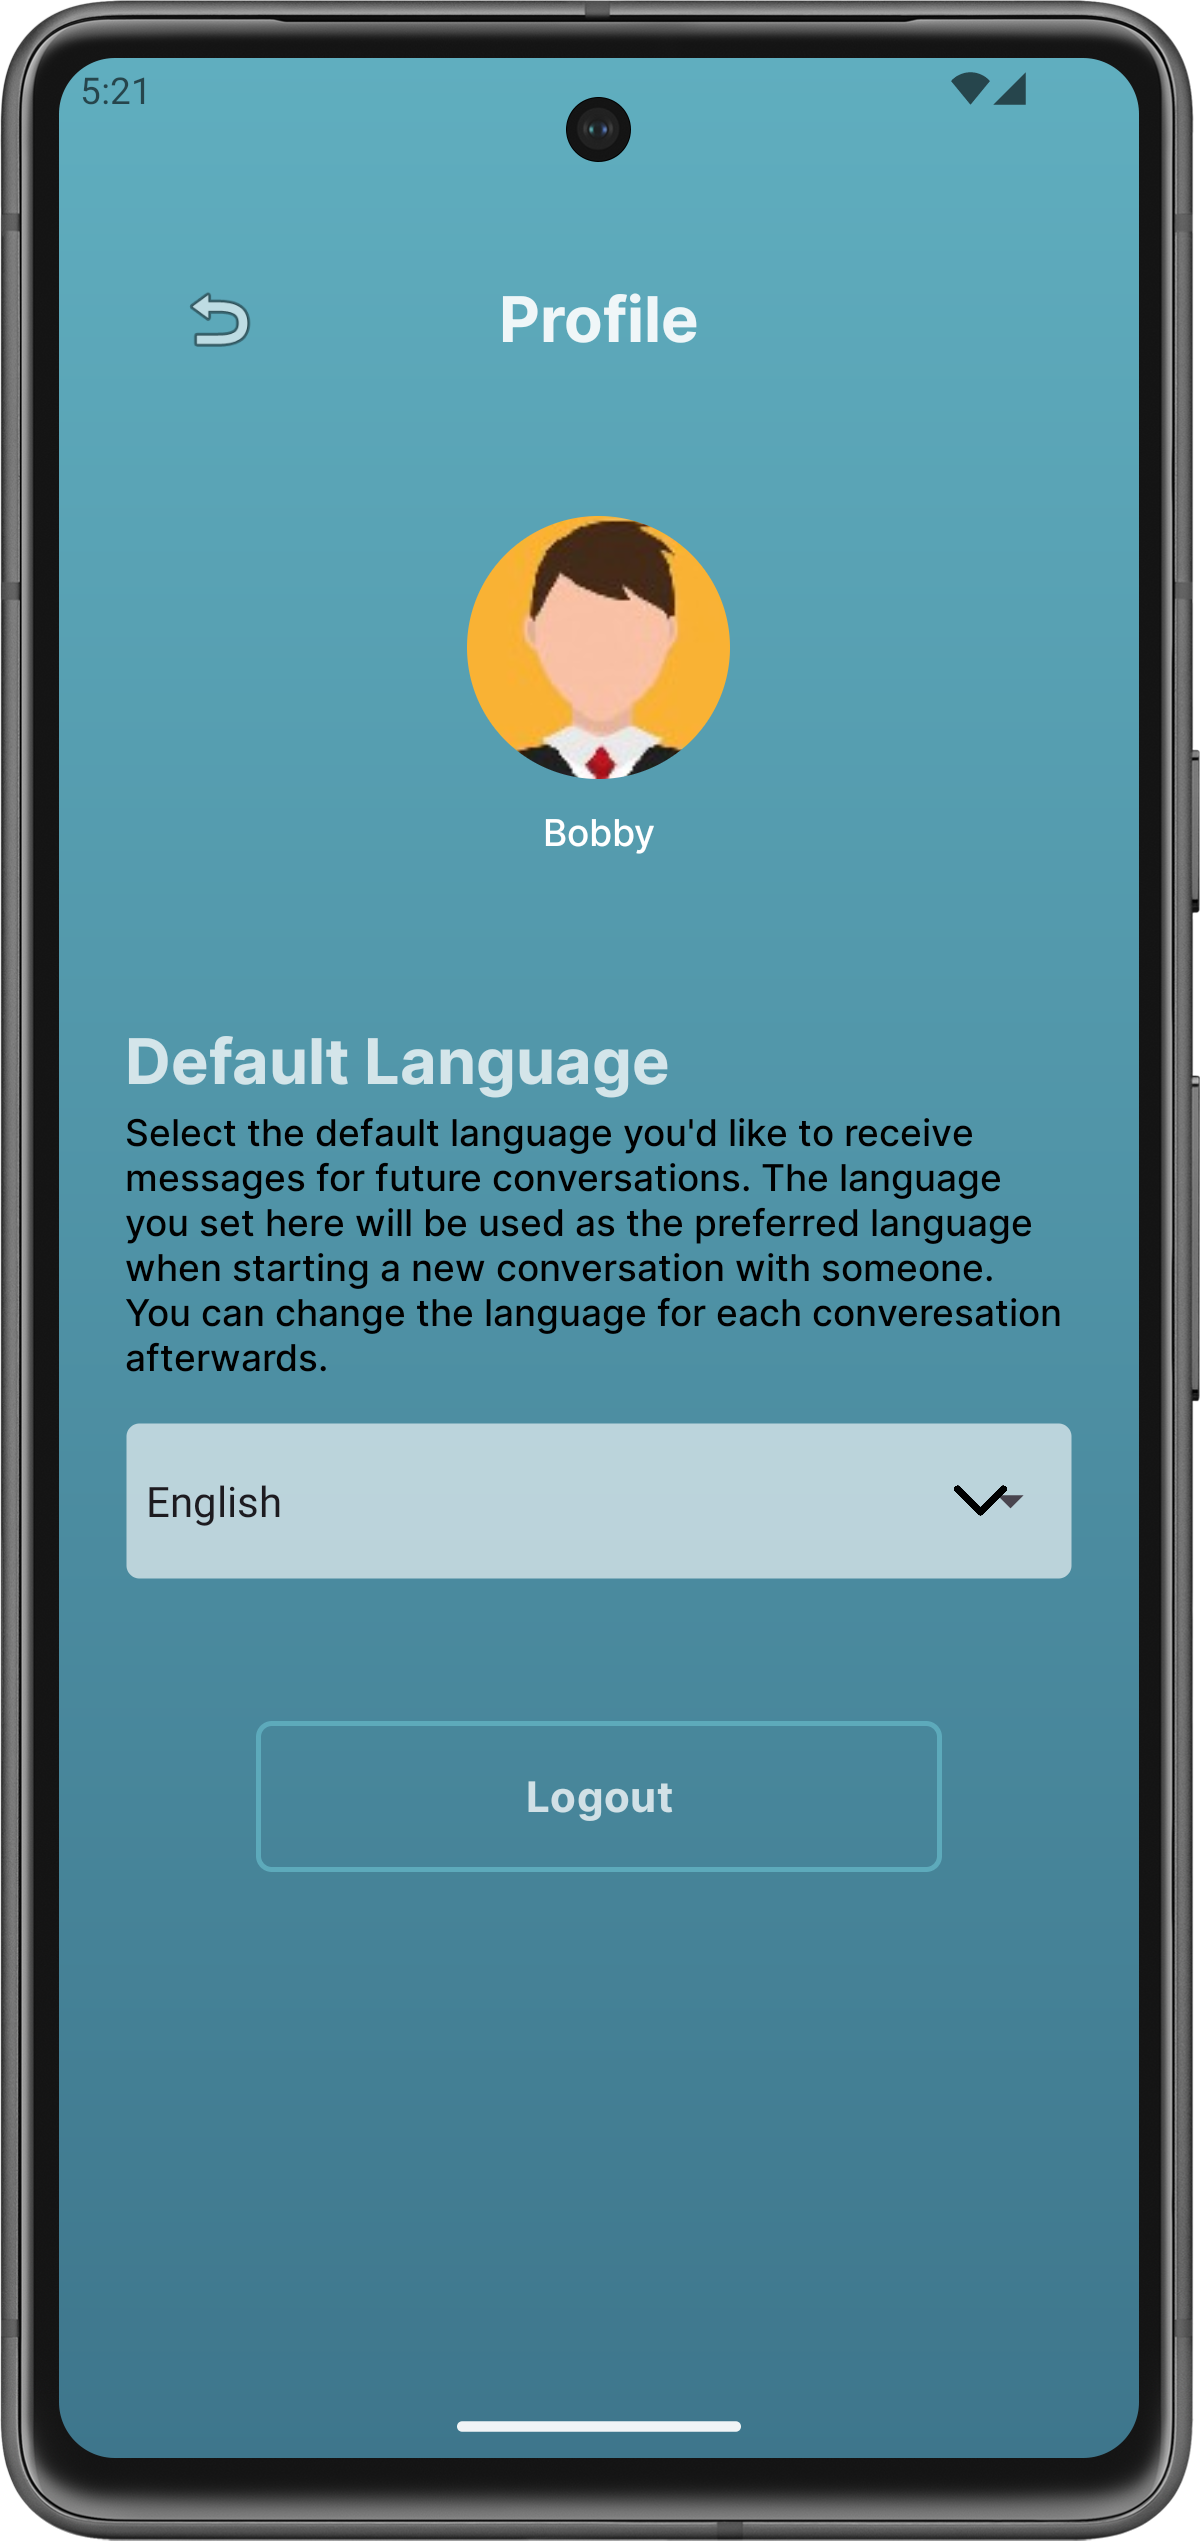 5:21
Profile
Bobby
Default Language
Select the default language you'd like to receive
messages for future conversations. The language
you set here will be used as the preferred language
when starting a new conversation with someone.
You can change the language for each converesation
afterwards.
English
Logout